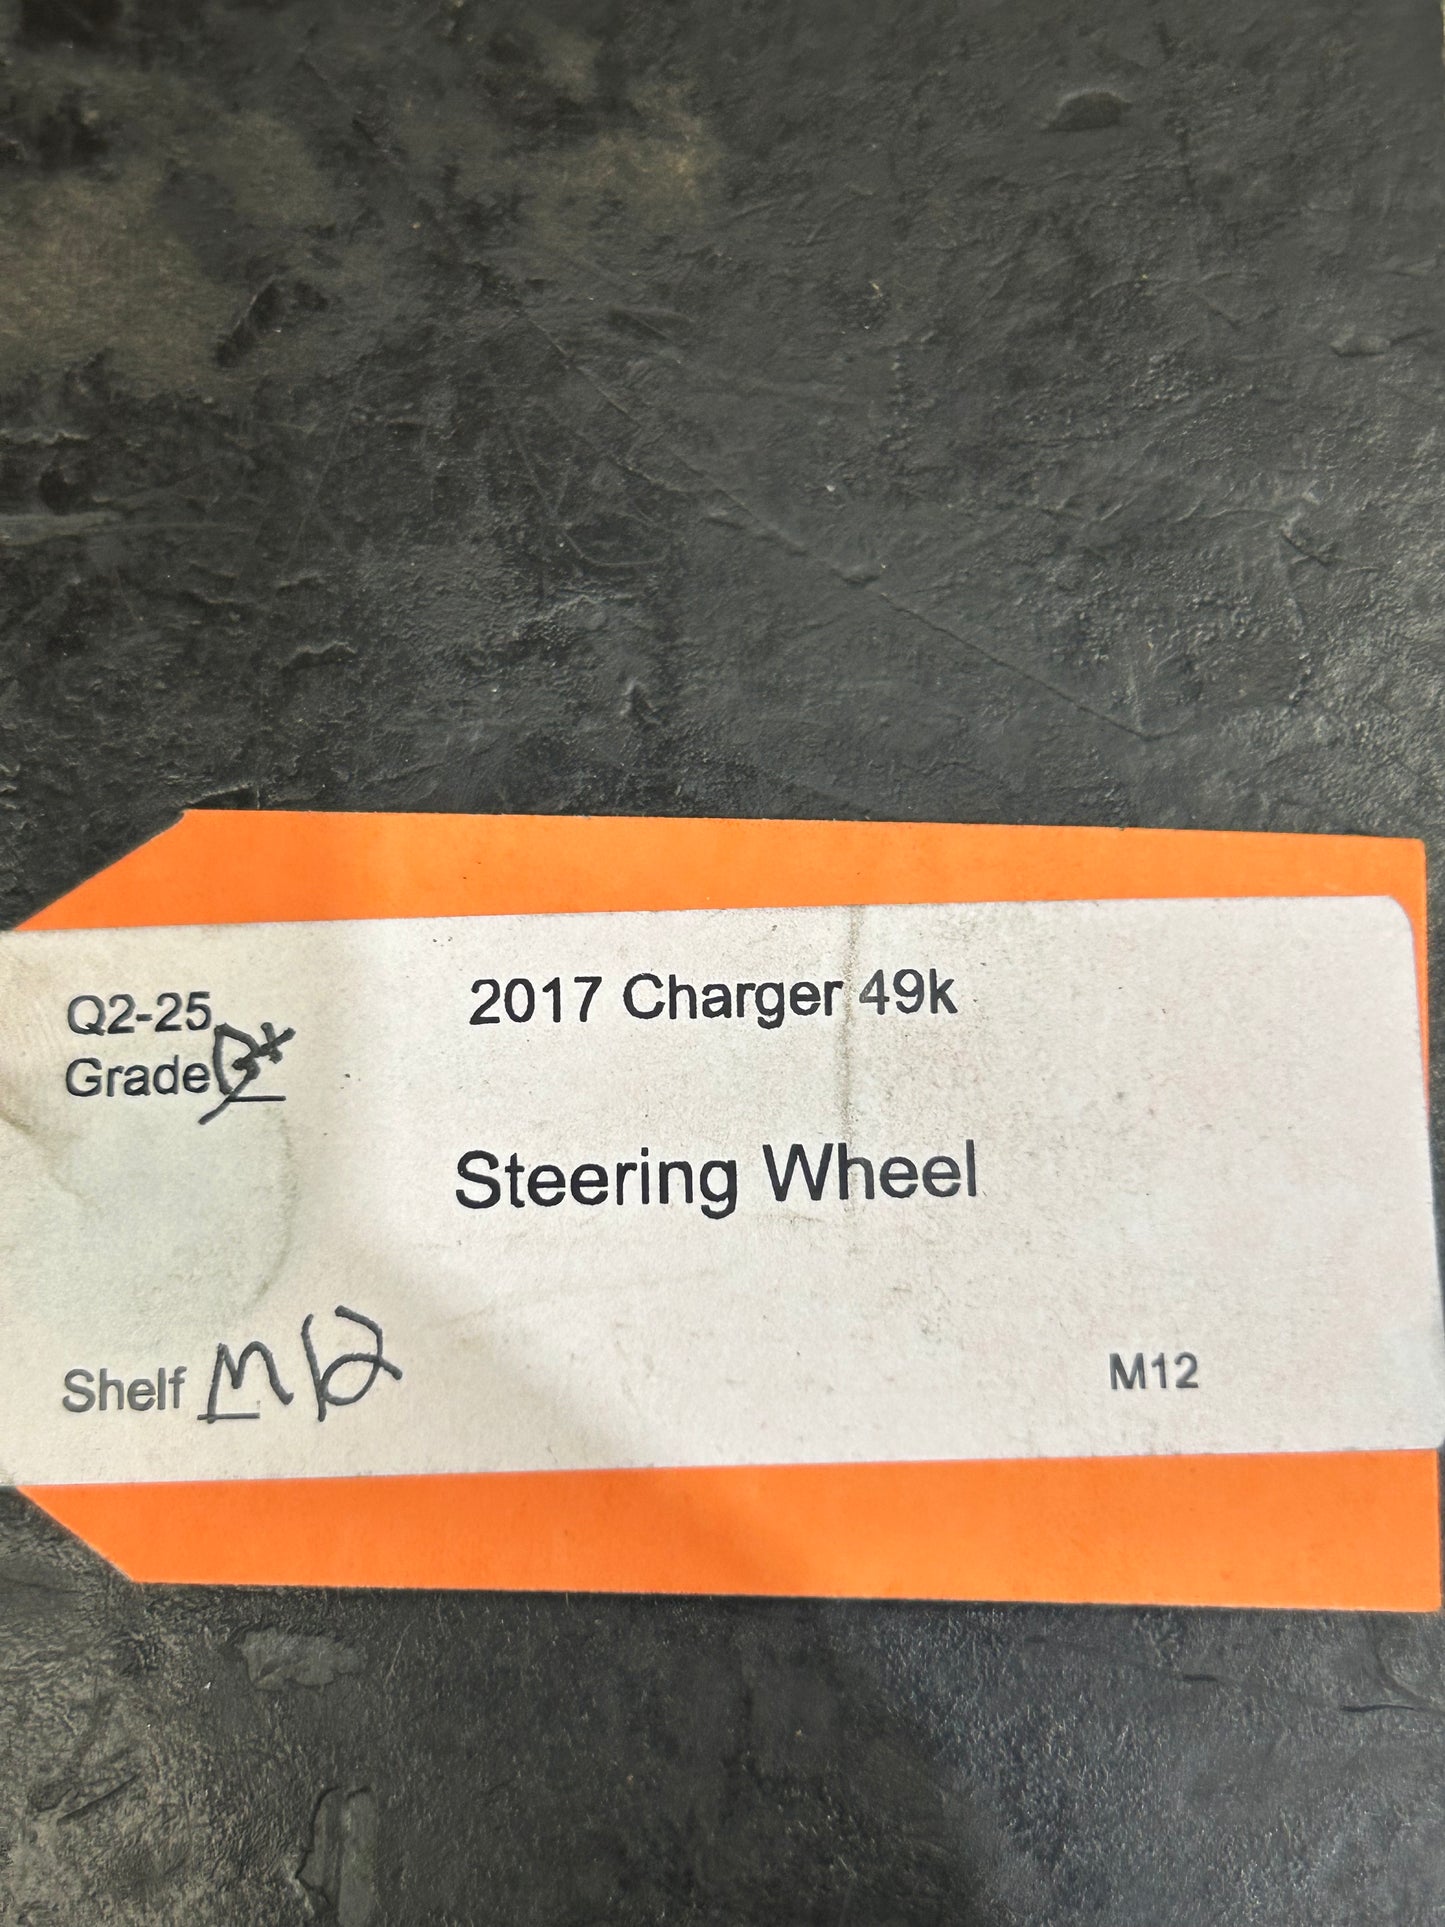 Q2-25
2017 Charger 49k
Grade B+
Steering Wheel
Shelf M12
M12